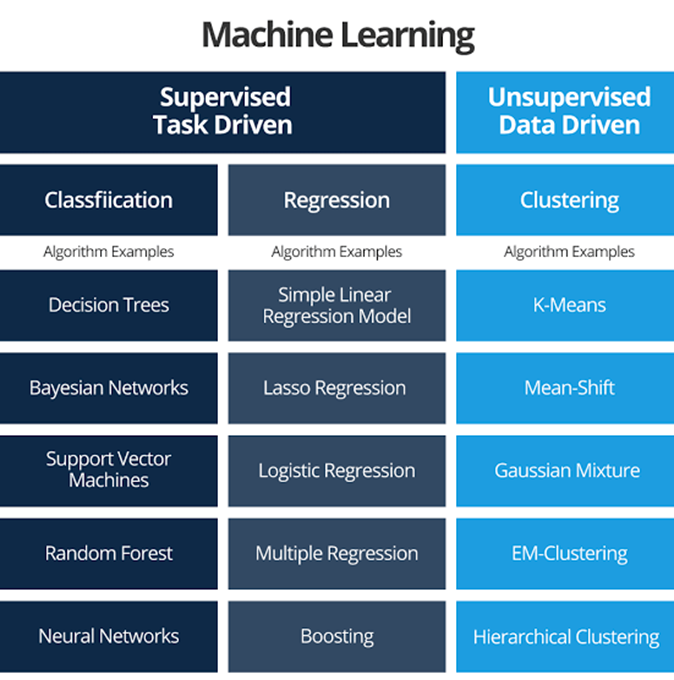 Machine Learning
Supervised
Task Driven
Unsupervised
Data Driven
Classfiication
Regression
Clustering
Algorithm Examples
Algorithm Examples
Algorithm Examples
Decision Trees
Simple Linear
Regression Model
K-Means
Bayesian Networks
Lasso Regression
Mean-Shift
Support Vector
Machines
Logistic Regression
Gaussian Mixture
Random Forest
Multiple Regression
EM-Clustering
Neural Networks
Boosting
Hierarchical Clustering